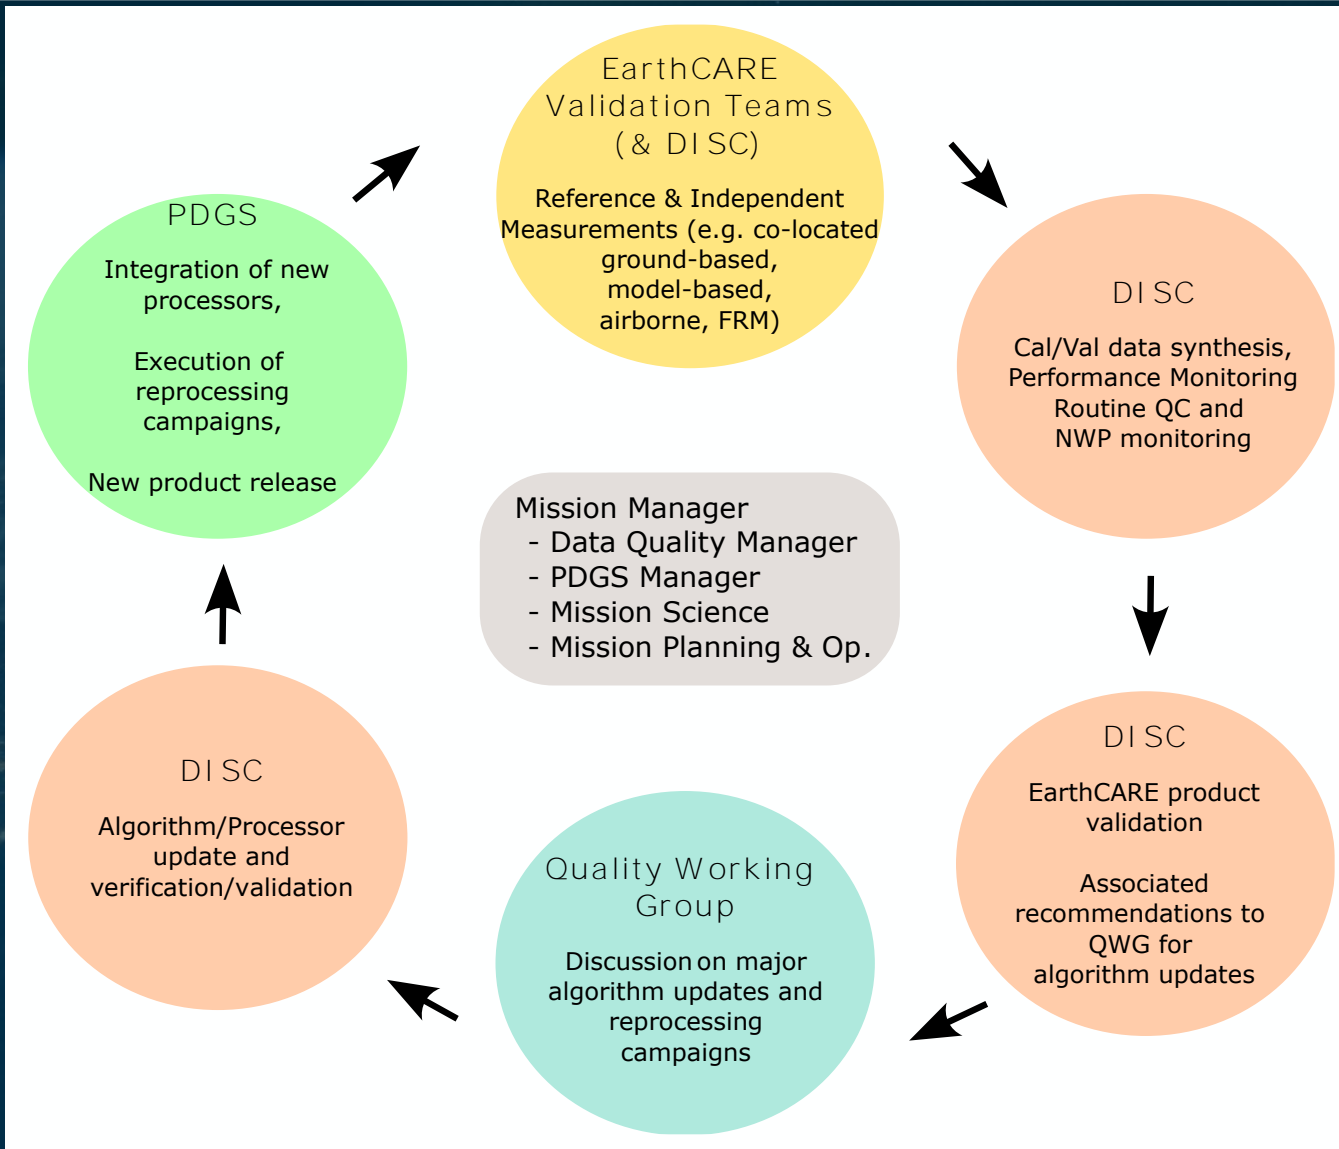 EarthCARE
Validation Teams
(& DISC)
Reference & Independent
Measurements (e.g. co-located
ground-based,
model-based,
airborne, FRM)
DISC
Cal/Val data synthesis,
Performance Monitoring
Routine QC and
NWP monitoring
DISC
EarthCARE product
validation
Associated
recommendations to
QWG for
algorithm updates
Quality Working
Group
Discussion on major
algorithm updates and
reprocessing
campaigns
DISC
Algorithm/Processor
update and
verification/validation
PDGS
Integration of new
processors,
Execution of
reprocessing
campaigns,
New product release
Mission Manager
- Data Quality Manager
- PDGS Manager
- Mission Science
- Mission Planning & Op.